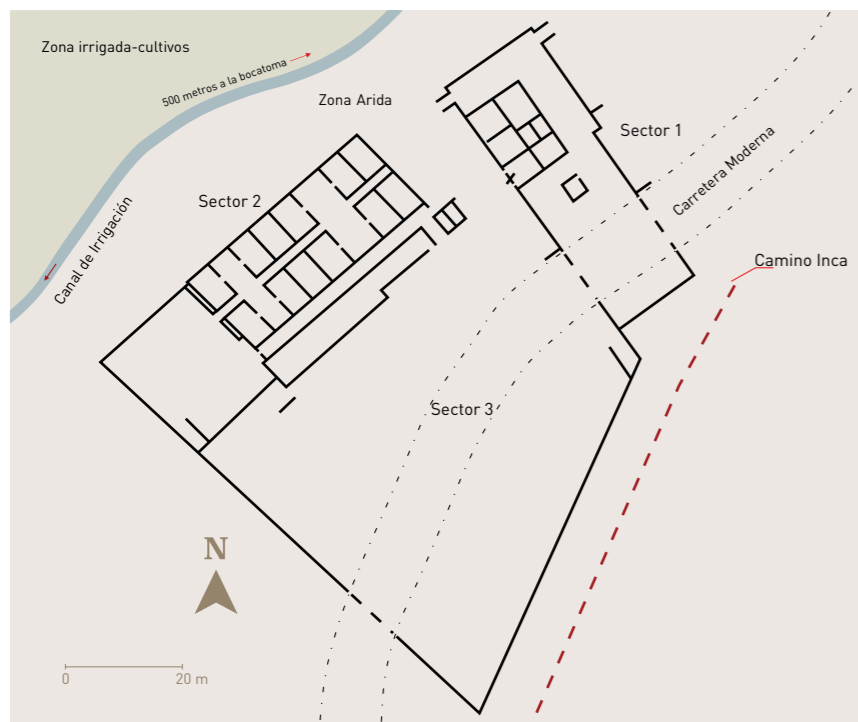 Zona irrigada-cultivos
500 metros a la bocatoma
Zona Arida
Sector 1
Carretera Moderna
Sector 2
Canal de Irrigación
Camino Inca
Sector 3
N
0
20 m